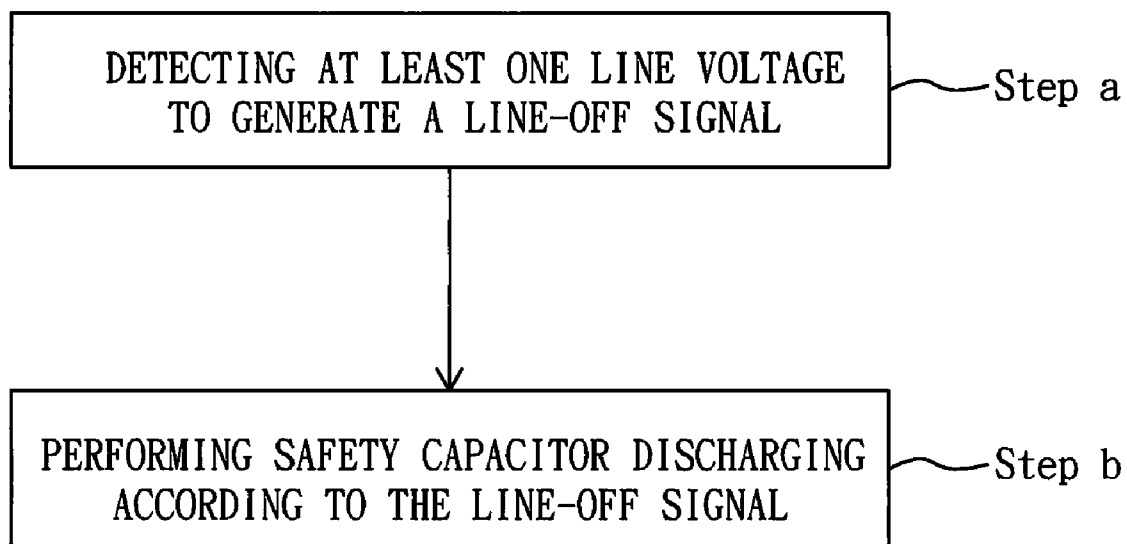 DETECTING AT LEAST ONE LINE VOLTAGE
TO GENERATE A LINE-OFF SIGNAL
Step a
PERFORMING SAFETY CAPACITOR DISCHARGING
ACCORDING TO THE LINE-OFF SIGNAL
Step b